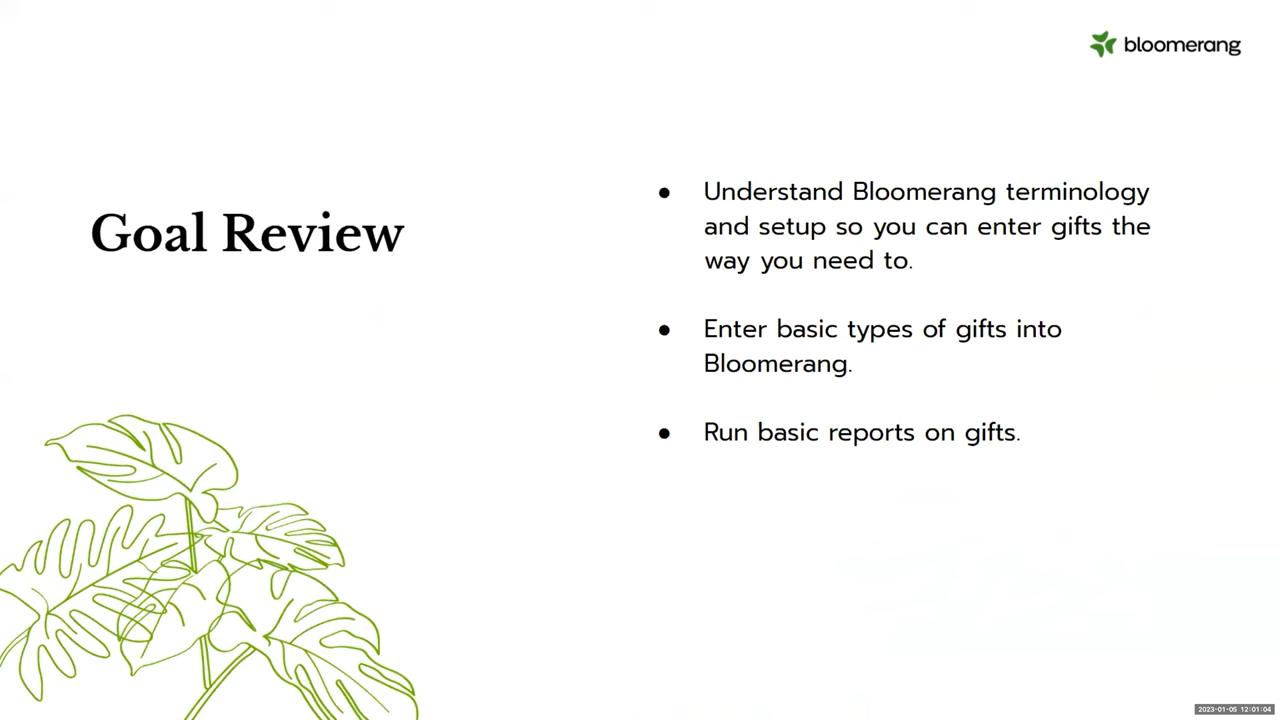 bloomerang
Goal Review
● Understand Bloomerang terminology
and setup so you can enter gifts the
way you need to.
● Enter basic types of gifts into
Bloomerang.
● Run basic reports on gifts.
2023-01-05 12:01:04